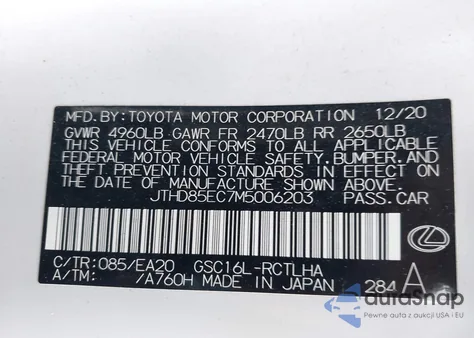 MFD. BY: TOYOTA MOTOR CORPORATION 12/20
GVWR 4960LB GAWR FR 2470LB RR 2650LB
THIS VEHICLE CONFORMS TO ALL APPLICABLE
FEDERAL MOTOR VEHICLE SAFETY, BUMPER, AND
THEFT PREVENTION STANDARDS IN EFFECT ON
THE DATE OF MANUFACTURE SHOWN ABOVE.
JTHD85EC7M5006203 PASS. CAR
C/TR: 085/EA20 GSC16L-RCTLHA
A/TM: /A760H MADE IN JAPAN 284 A
autaSnap
Pewne auta z aukcji USA i EU